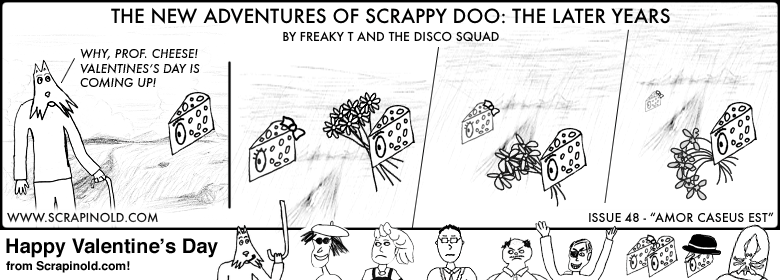 THE NEW ADVENTURES OF SCRAPPY DOO: THE LATER YEARS
BY FREAKY T AND THE DISCO SQUAD
WHY, PROF. CHEESE!
VALENTINES'S DAY IS
COMING UP!
WWW.SCRAPINOLD.COM
ISSUE 48 - "AMOR CASEUS EST"
Happy Valentine's Day
from Scrapinold.com!